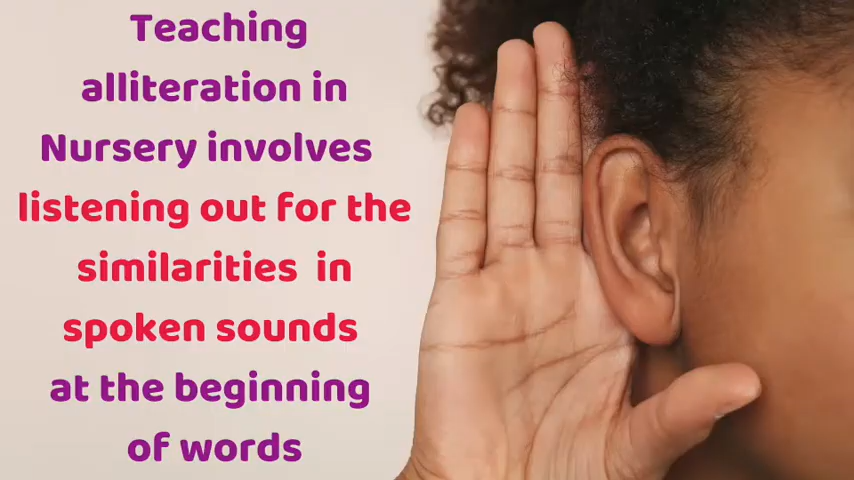 Teaching
alliteration in
Nursery involves
listening out for the
similarities in
spoken sounds
at the beginning
of words